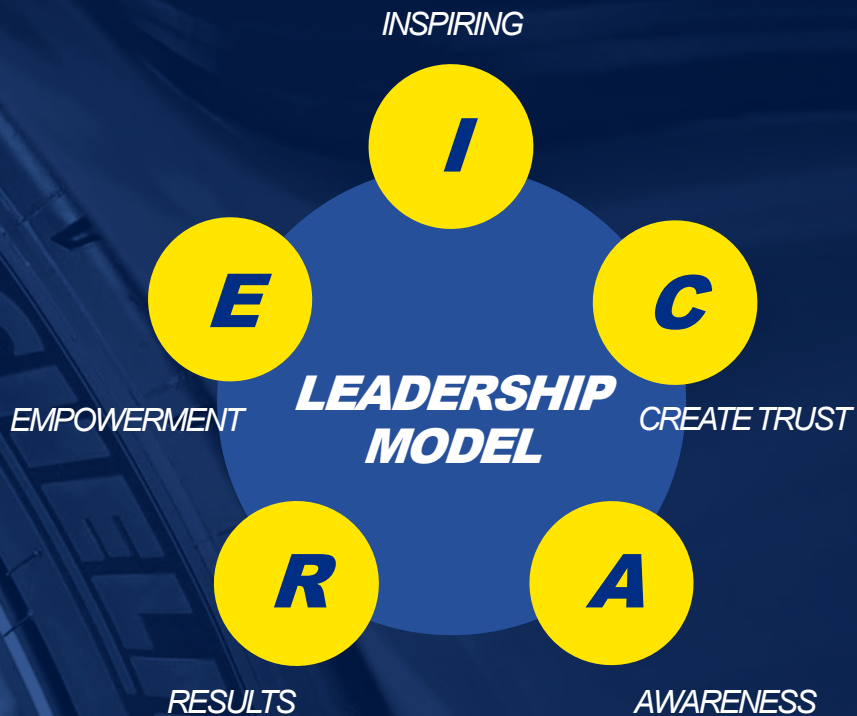 INSPIRING
I
E
C
EMPOWERMENT
LEADERSHIP
MODEL
CREATE TRUST
R
A
RESULTS
AWARENESS